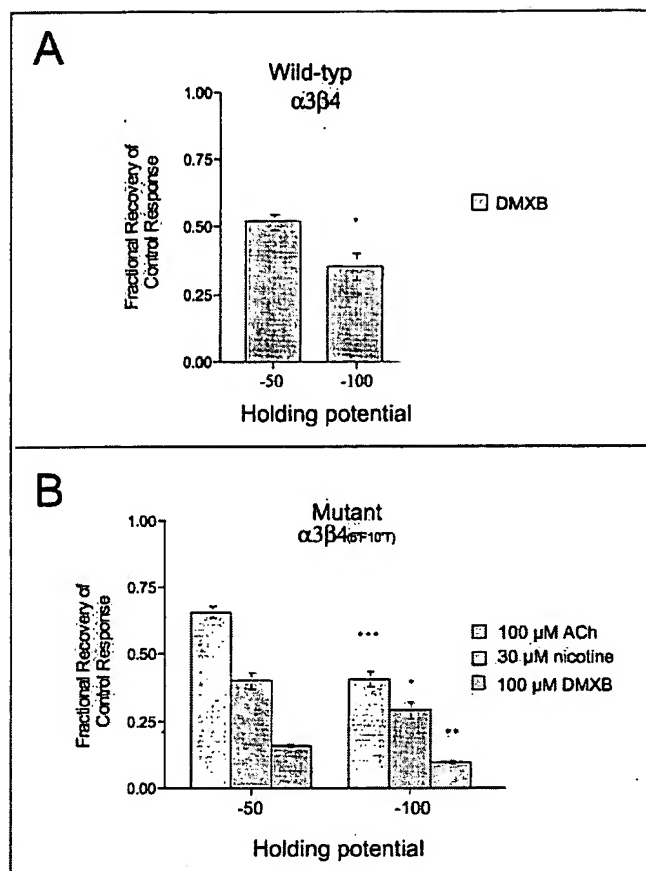 A
Wild-typ
α3β4
Fractional Recovery of
Control Response
1.00
0.75
0.50
0.25
0.00
*
DMXB
-50
-100
Holding potential
B
Mutant
α3β4(6'F10'T)
Fractional Recovery of
Control Response
1.00
0.75
0.50
0.25
0.00
***
*
**
100 µM ACh
30 µM nicotine
100 µM DMXB
-50
-100
Holding potential